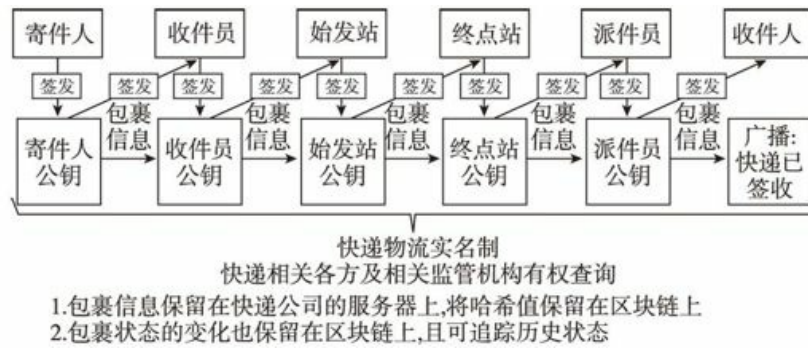 寄件人
收件员
始发站
终点站
派件员
收件人
签发
签发
签发
签发
签发
签发
签发
签发
签发
签发
包裹
信息
包裹
信息
包裹
信息
包裹
信息
包裹
信息
寄件人
公钥
收件员
公钥
始发站
公钥
终点站
公钥
派件员
公钥
广播:
快递已
签收
快递物流实名制
快递相关各方及相关监管机构有权查询
1.包裹信息保留在快递公司的服务器上,将哈希值保留在区块链上
2.包裹状态的变化也保留在区块链上,且可追踪历史状态